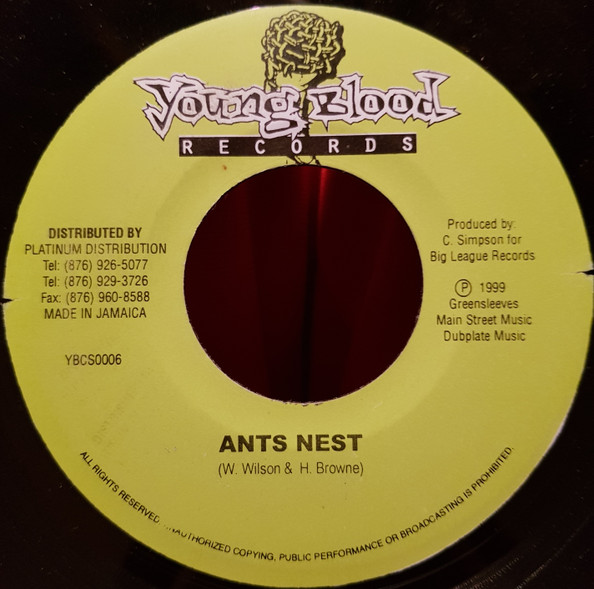 Young Blood
RECORDS
DISTRIBUTED BY
PLATINUM DISTRIBUTION
Tel: (876) 926-5077
Tel: (876) 929-3726
Fax: (876) 960-8588
MADE IN JAMAICA
YBCS0006
Produced by:
C. Simpson for
Big League Records
Ⓟ 1999
Greensleeves
Main Street Music
Dubplate Music
ANTS NEST
(W. Wilson & H. Browne)
ALL RIGHTS RESERVED. COPYING, PUBLIC PERFORMANCE OR BROADCASTING IS PROHIBITED.